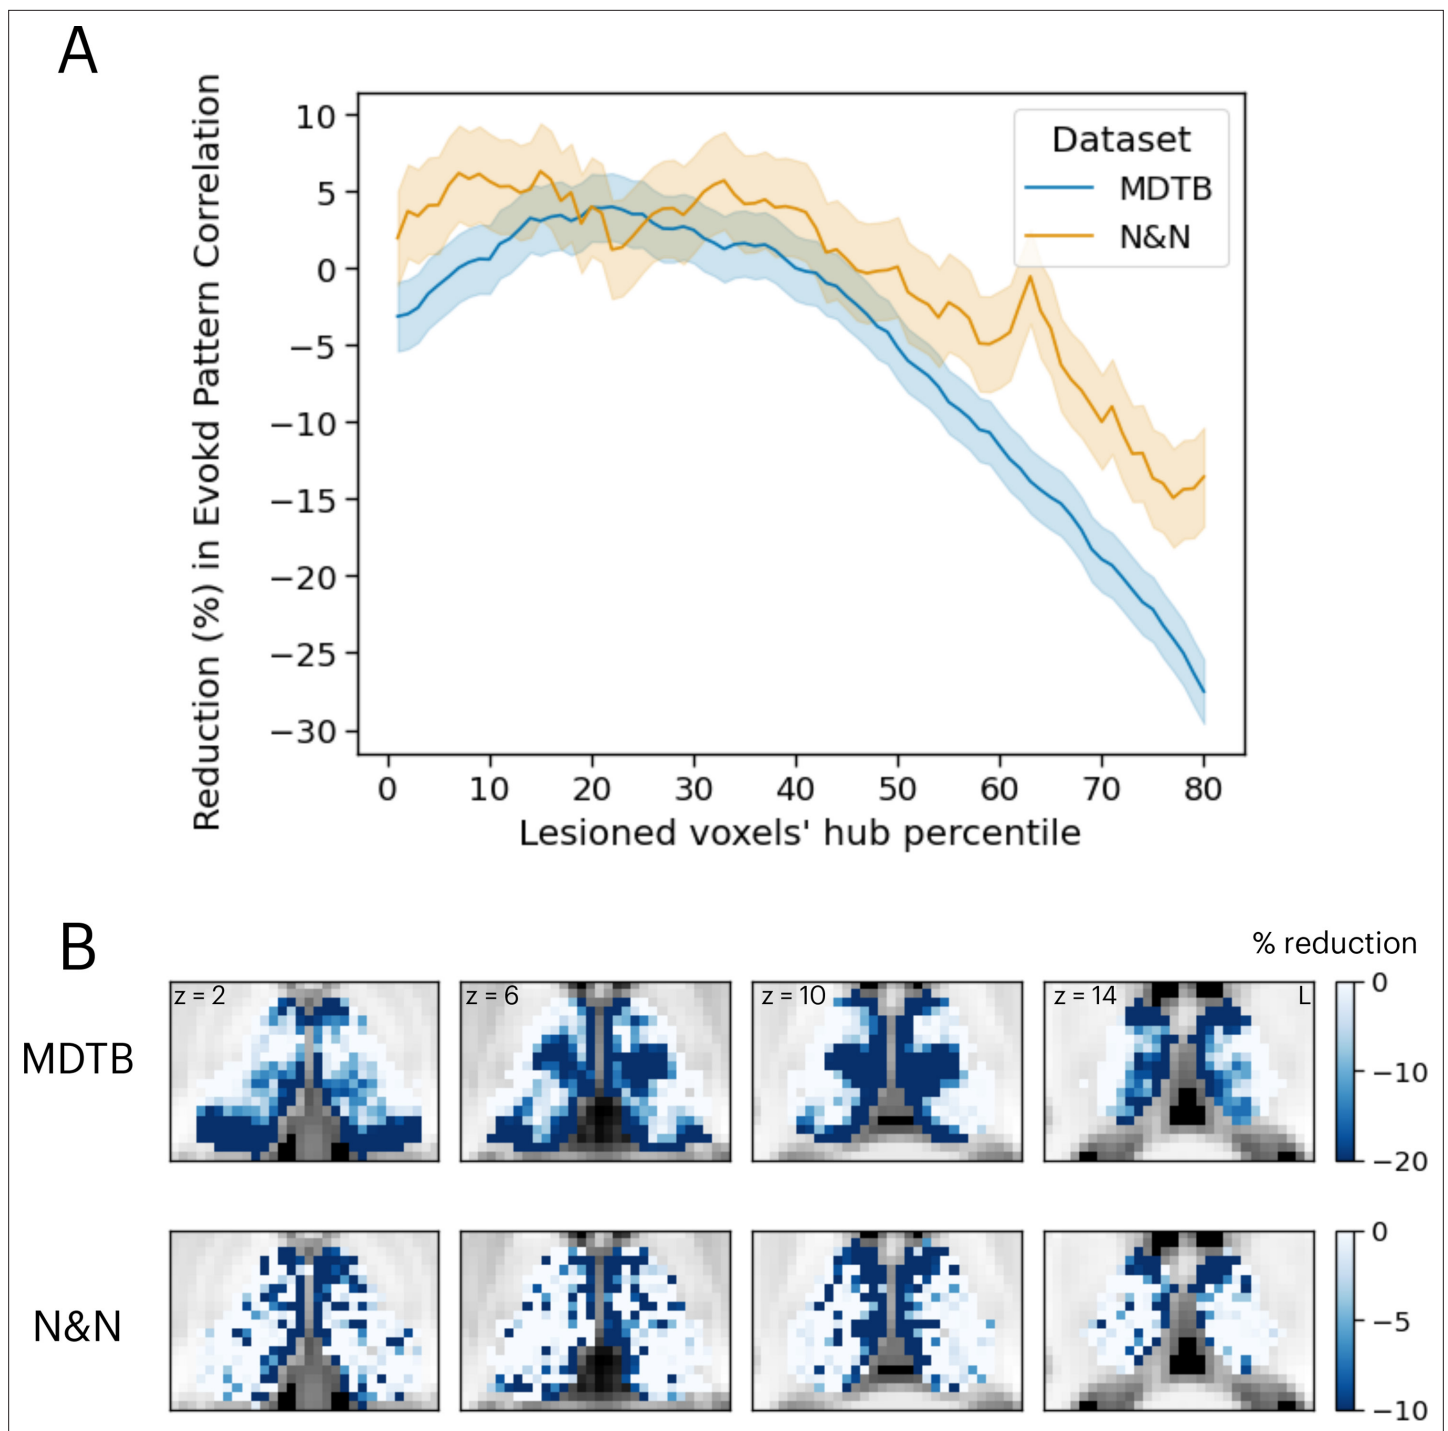 A
Reduction (%) in Evokd Pattern Correlation
10
5
0
−5
−10
−15
−20
−25
−30
Dataset
MDTB
N&N
0 10 20 30 40 50 60 70 80
Lesioned voxels' hub percentile
B
% reduction
MDTB
z = 2
z = 6
z = 10
z = 14
L
0
−10
−20
N&N
0
−5
−10